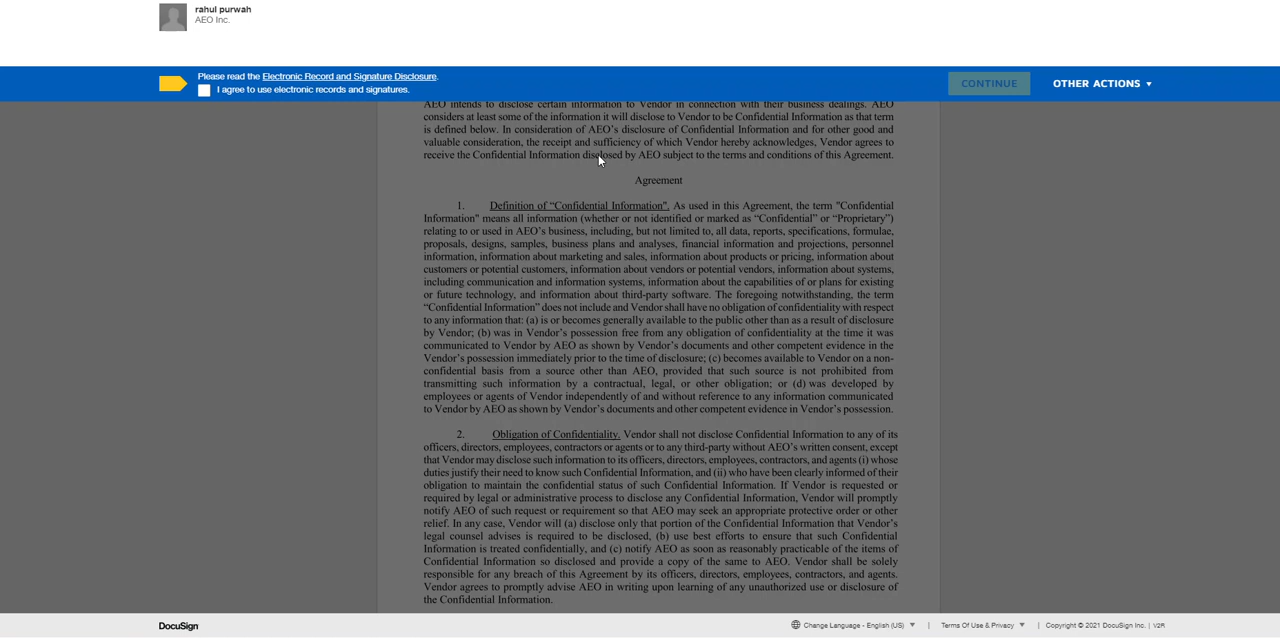 rahul purwah
AEO Inc.
Please read the Electronic Record and Signature Disclosure.
I agree to use electronic records and signatures.
CONTINUE
OTHER ACTIONS
AEO intends to disclose certain information to Vendor in connection with their business dealings. AEO
considers at least some of the information it will disclose to Vendor to be Confidential Information as that term
is defined below. In consideration of AEO's disclosure of Confidential Information and for other good and
valuable consideration, the receipt and sufficiency of which Vendor hereby acknowledges, Vendor agrees to
receive the Confidential Information disclosed by AEO subject to the terms and conditions of this Agreement.
Agreement
1. Definition of “Confidential Information”. As used in this Agreement, the term "Confidential
Information" means all information (whether or not identified or marked as “Confidential” or “Proprietary”)
relating to or used in AEO’s business, including, but not limited to, all data, reports, specifications, formulae,
proposals, designs, samples, business plans and analyses, financial information and projections, personnel
information, information about marketing and sales, information about products or pricing, information about
customers or potential customers, information about vendors or potential vendors, information about systems,
including communication and information systems, information about the capabilities of or plans for existing
or future technology, and information about third-party software. The foregoing notwithstanding, the term
“Confidential Information” does not include and Vendor shall have no obligation of confidentiality with respect
to any information that: (a) is or becomes generally available to the public other than as a result of disclosure
by Vendor; (b) was in Vendor’s possession free from any obligation of confidentiality at the time it was
communicated to Vendor by AEO as shown by Vendor’s documents and other competent evidence in the
Vendor’s possession immediately prior to the time of disclosure; (c) becomes available to Vendor on a non-
confidential basis from a source other than AEO, provided that such source is not prohibited from
transmitting such information by a contractual, legal, or other obligation; or (d) was developed by
employees or agents of Vendor independently of and without reference to any information communicated
to Vendor by AEO as shown by Vendor’s documents and other competent evidence in Vendor’s possession.
2. Obligation of Confidentiality. Vendor shall not disclose Confidential Information to any of its
officers, directors, employees, contractors or agents or to any third-party without AEO’s written consent, except
that Vendor may disclose such information to its officers, directors, employees, contractors, and agents (i) whose
duties justify their need to know such Confidential Information, and (ii) who have been clearly informed of their
obligation to maintain the confidential status of such Confidential Information. If Vendor is requested or
required by legal or administrative process to disclose any Confidential Information, Vendor will promptly
notify AEO of such request or requirement so that AEO may seek an appropriate protective order or other
relief. In any case, Vendor will (a) disclose only that portion of the Confidential Information that Vendor’s
legal counsel advises is required to be disclosed, (b) use best efforts to ensure that such Confidential
Information is treated confidentially, and (c) notify AEO as soon as reasonably practicable of the items of
Confidential Information so disclosed and provide a copy of the same to AEO. Vendor shall be solely
responsible for any breach of this Agreement by its officers, directors, employees, contractors, and agents.
Vendor agrees to promptly advise AEO in writing upon learning of any unauthorized use or disclosure of
the Confidential Information.
DocuSign
Change Language - English (US) | Terms Of Use & Privacy | Copyright © 2021 DocuSign Inc. | V2R